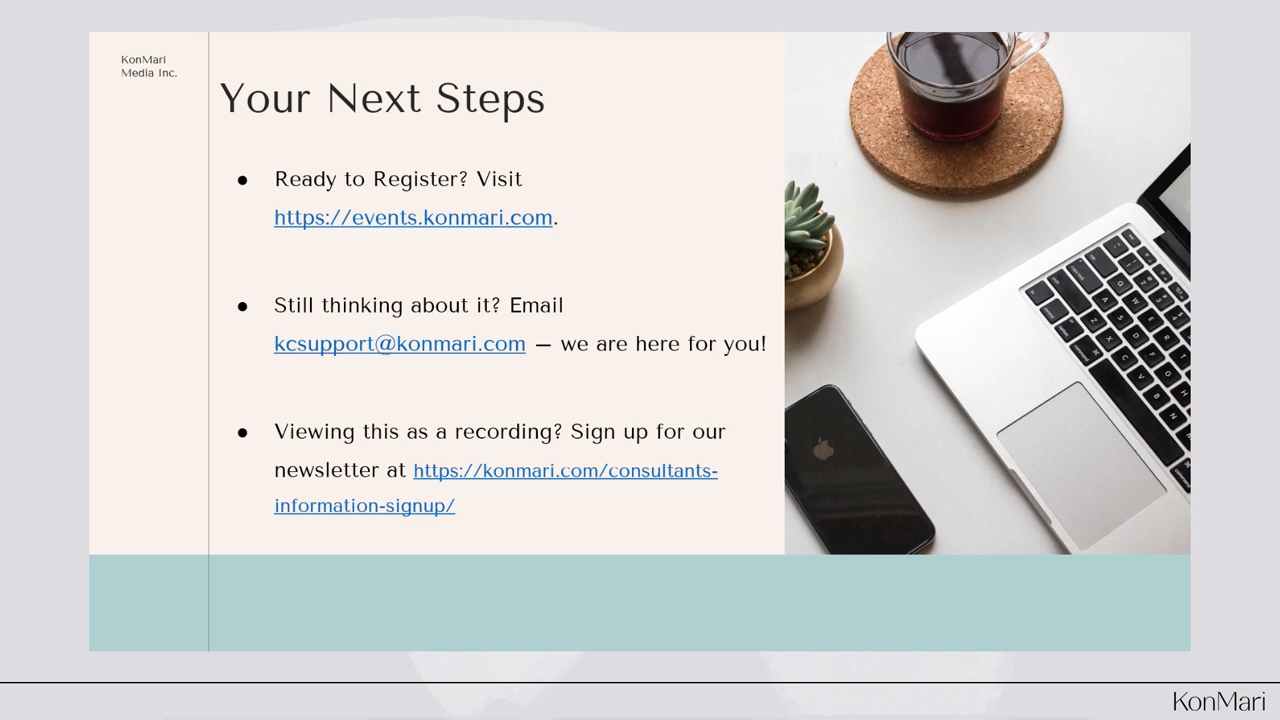 KonMari
Media Inc.
Your Next Steps
● Ready to Register? Visit
https://events.konmari.com.
● Still thinking about it? Email
kcsupport@konmari.com – we are here for you!
● Viewing this as a recording? Sign up for our
newsletter at https://konmari.com/consultants-
information-signup/
KonMari